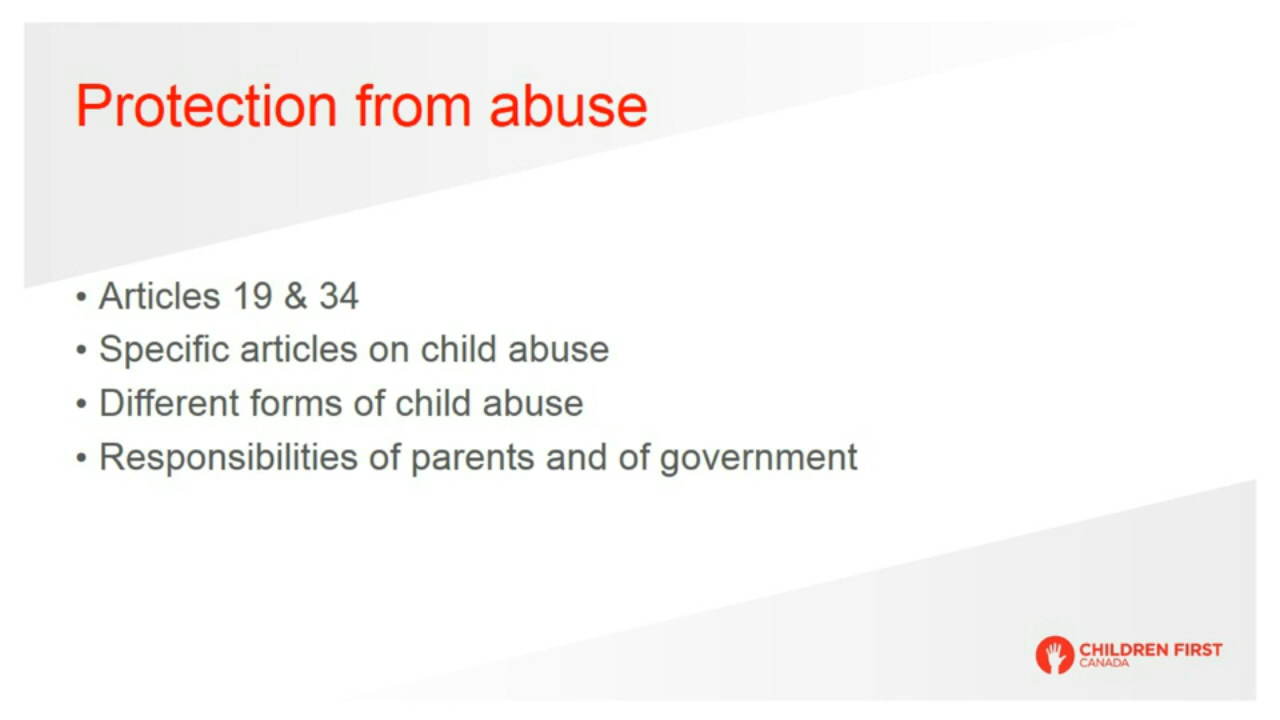 Protection from abuse
• Articles 19 & 34
• Specific articles on child abuse
• Different forms of child abuse
• Responsibilities of parents and of government
CHILDREN FIRST
CANADA